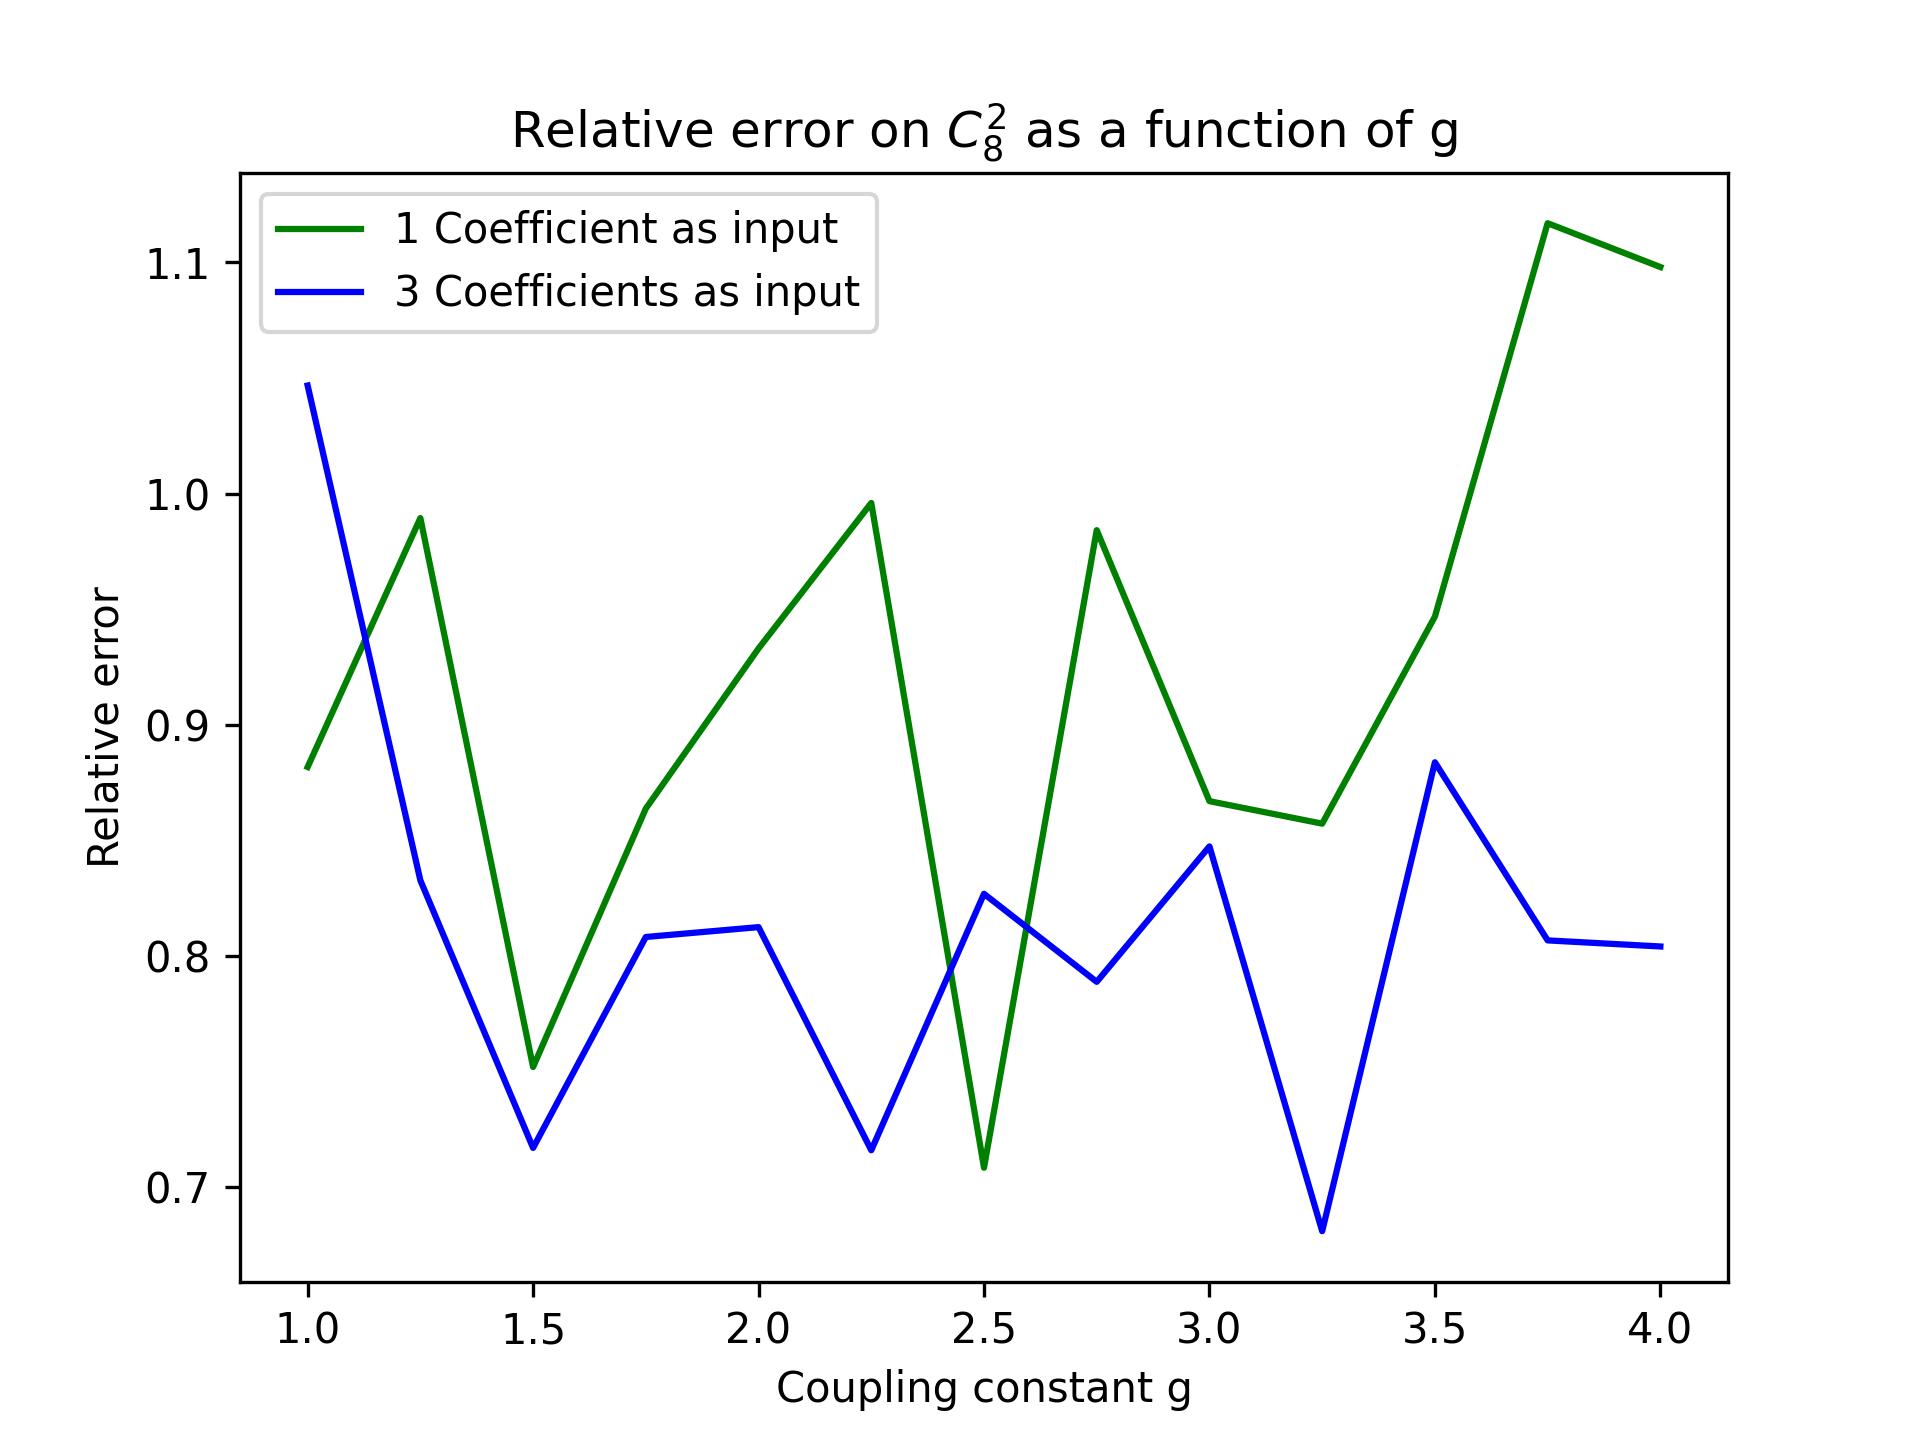 Relative error on $C_8^2$ as a function of g
1 Coefficient as input
3 Coefficients as input
Relative error
1.1
1.0
0.9
0.8
0.7
1.0 1.5 2.0 2.5 3.0 3.5 4.0
Coupling constant g